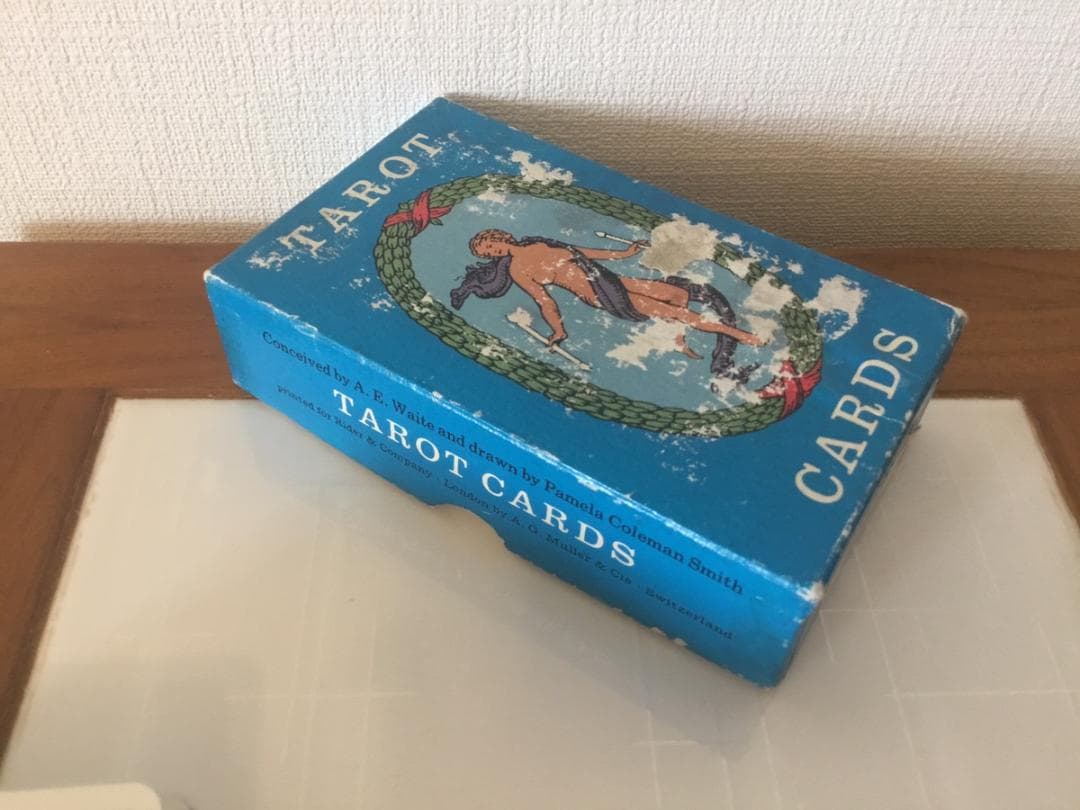 TAROT
CARDS
Conceived by A. E. Waite and drawn by Pamela Coleman Smith
TAROT CARDS
printed for Rider & Company · London by A. G. Muller & Cie · Switzerland